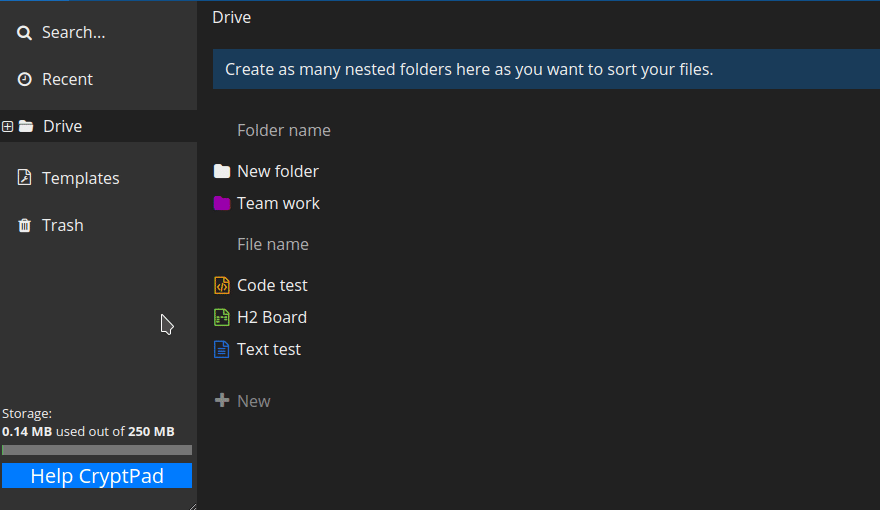 Search...
Recent
Drive
Templates
Trash
Storage:
0.14 MB used out of 250 MB
Help CryptPad
Drive
Create as many nested folders here as you want to sort your files.
Folder name
New folder
Team work
File name
Code test
H2 Board
Text test
New